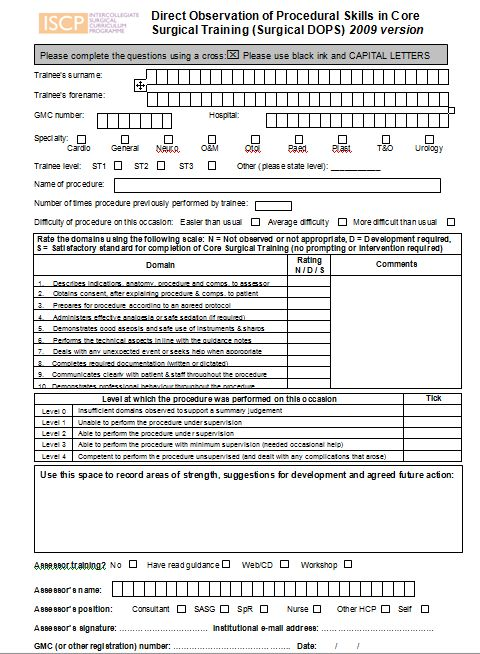 ISCP INTERCOLLEGIATE
SURGICAL
CURRICULUM
PROGRAMME
Direct Observation of Procedural Skills in Core
Surgical Training (Surgical DOPS) 2009 version
Please complete the questions using a cross: Please use black ink and CAPITAL LETTERS
Trainee's surname:
Trainee's forename:
GMC number: Hospital:
Specialty:
Cardio General Neuro O&M Otol Paed Plast T&O Urology
Trainee level: ST1 ST2 ST3 Other (please state level): ___________
Name of procedure:
Number of times procedure previously performed by trainee:
Difficulty of procedure on this occasion: Easier than usual Average difficulty More difficult than usual
Rate the domains using the following scale: N = Not observed or not appropriate, D = Development required,
S = Satisfactory standard for completion of Core Surgical Training (no prompting or intervention required)
Domain Rating N / D / S Comments
1. Describes indications, anatomy, procedure and comps. to assessor
2. Obtains consent, after explaining procedure & comps. to patient
3. Prepares for procedure according to an agreed protocol
4. Administers effective analgesia or safe sedation (if required)
5. Demonstrates good asepsis and safe use of instruments & sharps
6. Performs the technical aspects in line with the guidance notes
7. Deals with any unexpected event or seeks help when appropriate
8. Completes required documentation (written or dictated)
9. Communicates clearly with patient & staff throughout the procedure
10. Demonstrates professional behaviour throughout the procedure
Level at which the procedure was performed on this occasion Tick
Level 0 Insufficient domains observed to support a summary judgement
Level 1 Unable to perform the procedure under supervision
Level 2 Able to perform the procedure under supervision
Level 3 Able to perform the procedure with minimum supervision (needed occasional help)
Level 4 Competent to perform the procedure unsupervised (and dealt with any complications that arose)
Use this space to record areas of strength, suggestions for development and agreed future action:
Assessor training? No Have read guidance Web/CD Workshop
Assessor's name:
Assessor's position: Consultant SASG SpR Nurse Other HCP Self
Assessor's signature: ………………………… Institutional e-mail address: …………………………………
GMC (or other registration) number: ………………………………… Date: / /